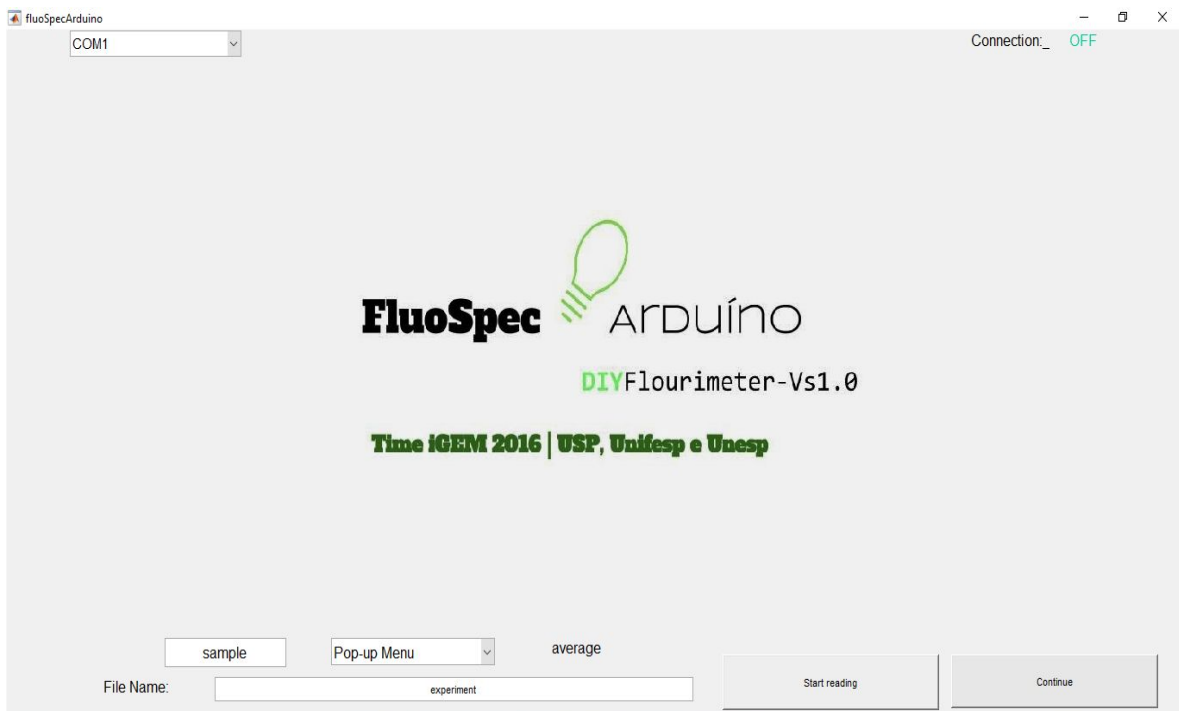 fluoSpecArduino
COM1
Connection:_ OFF
FluoSpec Arduíno
DIYFlourimeter-Vs1.0
Time iGEM 2016 | USP, Unifesp e Unesp
sample Pop-up Menu average
File Name: experiment Start reading Continue